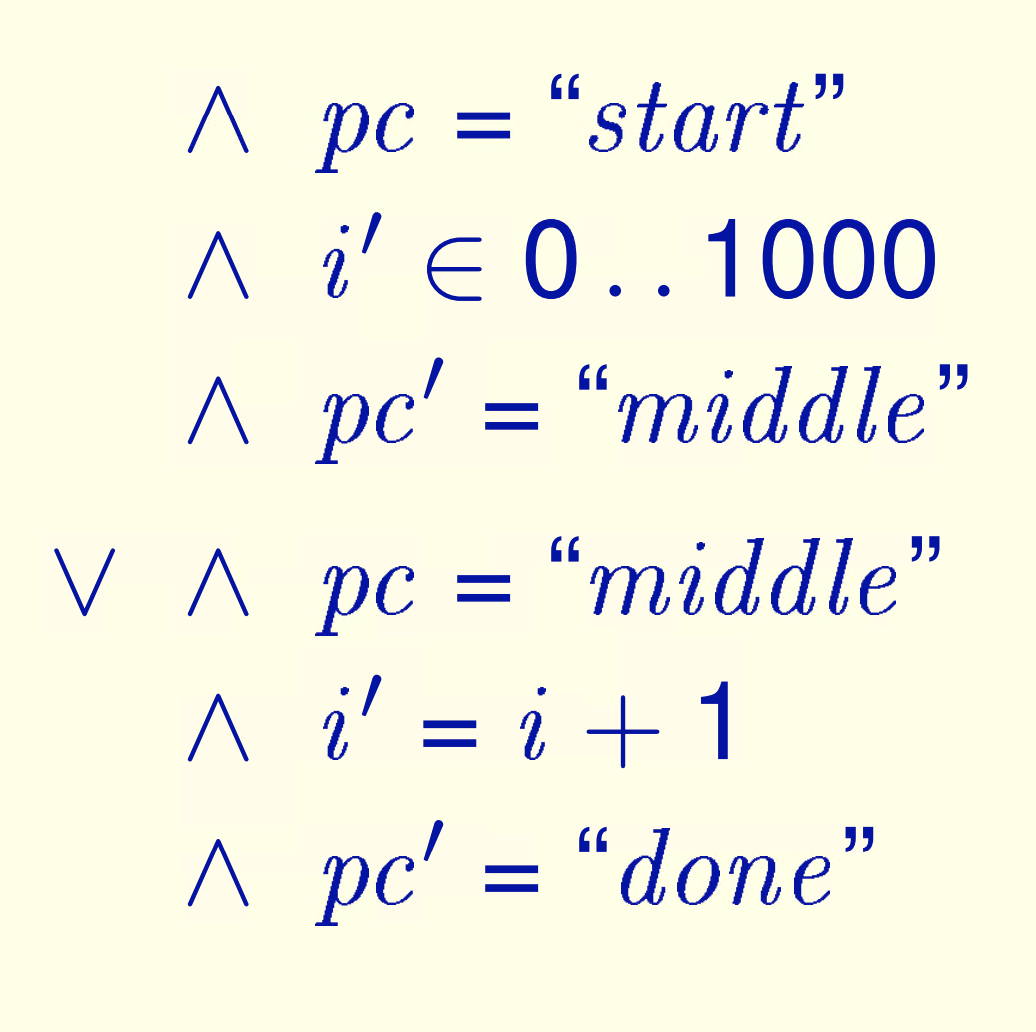 ∧ pc = “start”
∧ i′ ∈ 0 . . 1000
∧ pc′ = “middle”
∨ ∧ pc = “middle”
∧ i′ = i + 1
∧ pc′ = “done”